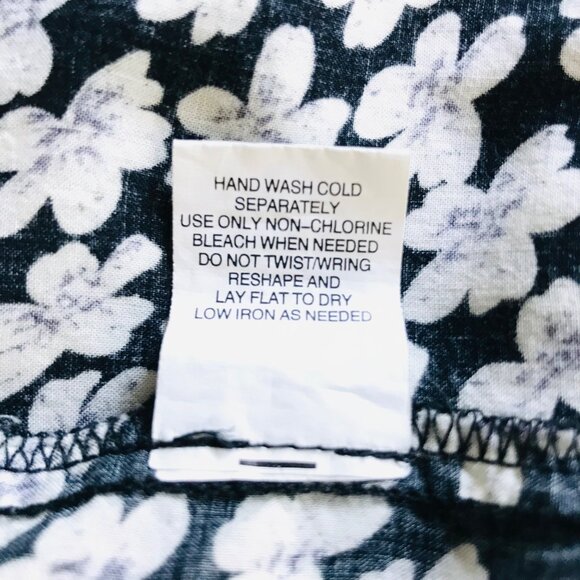 HAND WASH COLD
SEPARATELY
USE ONLY NON-CHLORINE
BLEACH WHEN NEEDED
DO NOT TWIST/WRING
RESHAPE AND
LAY FLAT TO DRY
LOW IRON AS NEEDED